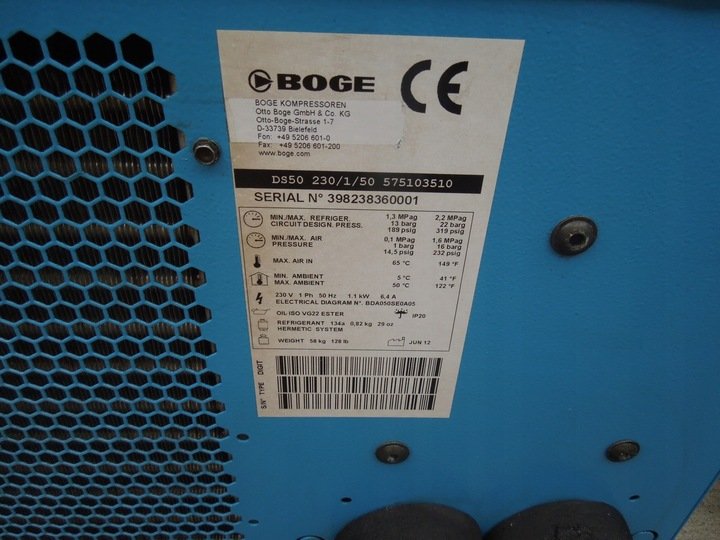 BOGE CE
BOGE KOMPRESSOREN
Otto Boge GmbH & Co. KG
Otto-Boge-Strasse 1-7
D-33739 Bielefeld
Fon: +49 5206 601-0
Fax: +49 5206 601-200
www.boge.com
DS50 230/1/50 575103510
SERIAL N° 398238360001
MIN./MAX. REFRIGER. 1,3 MPag 2,2 MPag
CIRCUIT DESIGN. PRESS. 13 barg 22 barg
189 psig 319 psig
MIN./MAX. AIR 0,1 MPag 1,6 MPag
PRESSURE 1 barg 16 barg
14,5 psig 232 psig
MAX. AIR IN 65 °C 149 °F
MIN. AMBIENT 5 °C 41 °F
MAX. AMBIENT 50 °C 122 °F
230 V 1 Ph 50 Hz 1.1 kW 6,4 A
ELECTRICAL DIAGRAM N°. BDA050SE0A05
OIL ISO VG22 ESTER IP20
REFRIGERANT 134a 0,82 kg 29 oz
HERMETIC SYSTEM
WEIGHT 58 kg 128 lb JUN 12
S/N° TYPE DIGIT